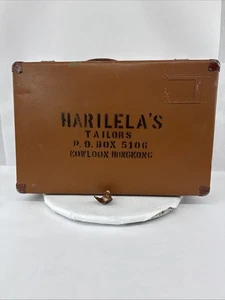 HARILELA'S
TAILORS
P.O.BOX 5106
KOWLOON HONGKONG